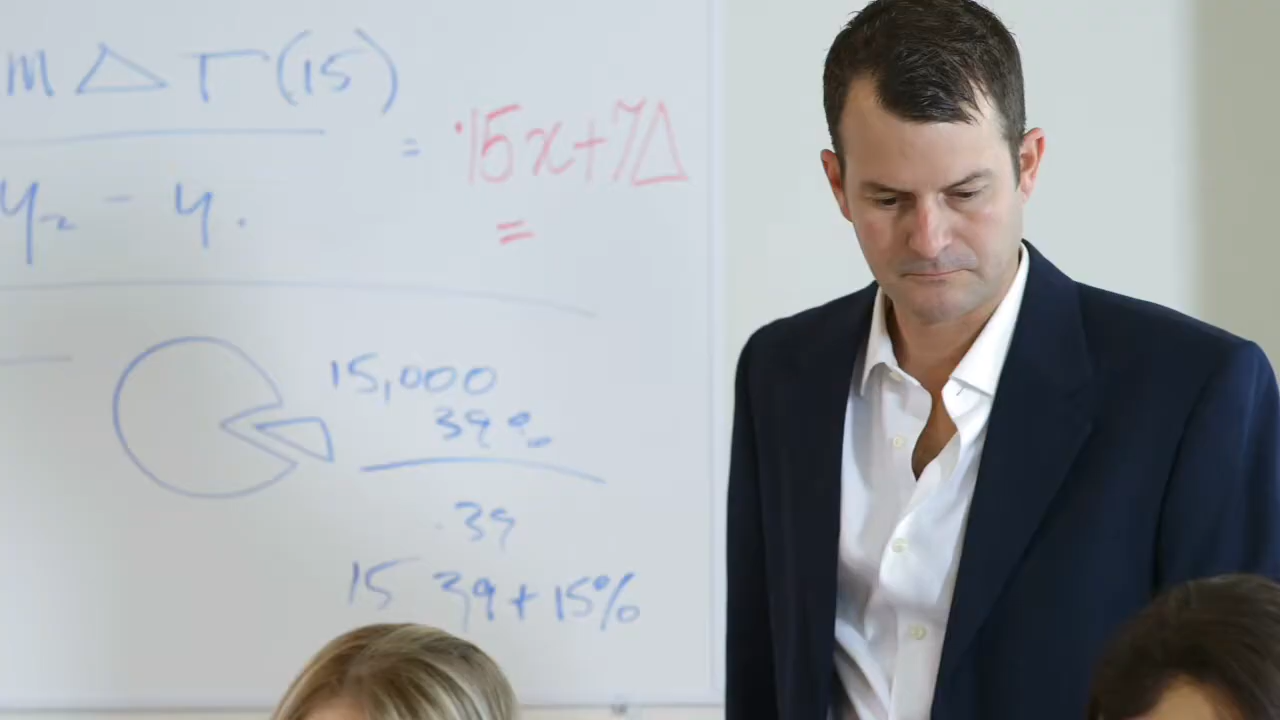 m△T(15)
= 15x+7△
y₂ - y.
=
15,000
39%
.39
15 39+15%